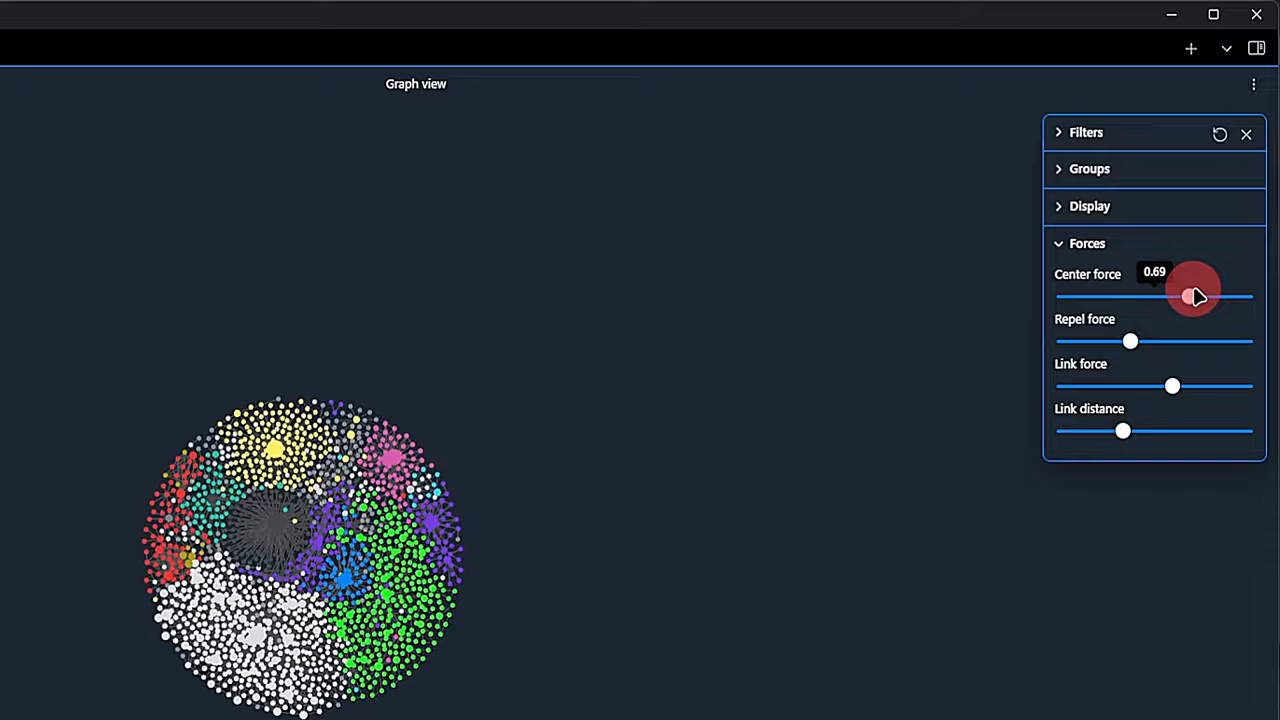 Graph view
Filters
Groups
Display
Forces
Center force
0.69
Repel force
Link force
Link distance